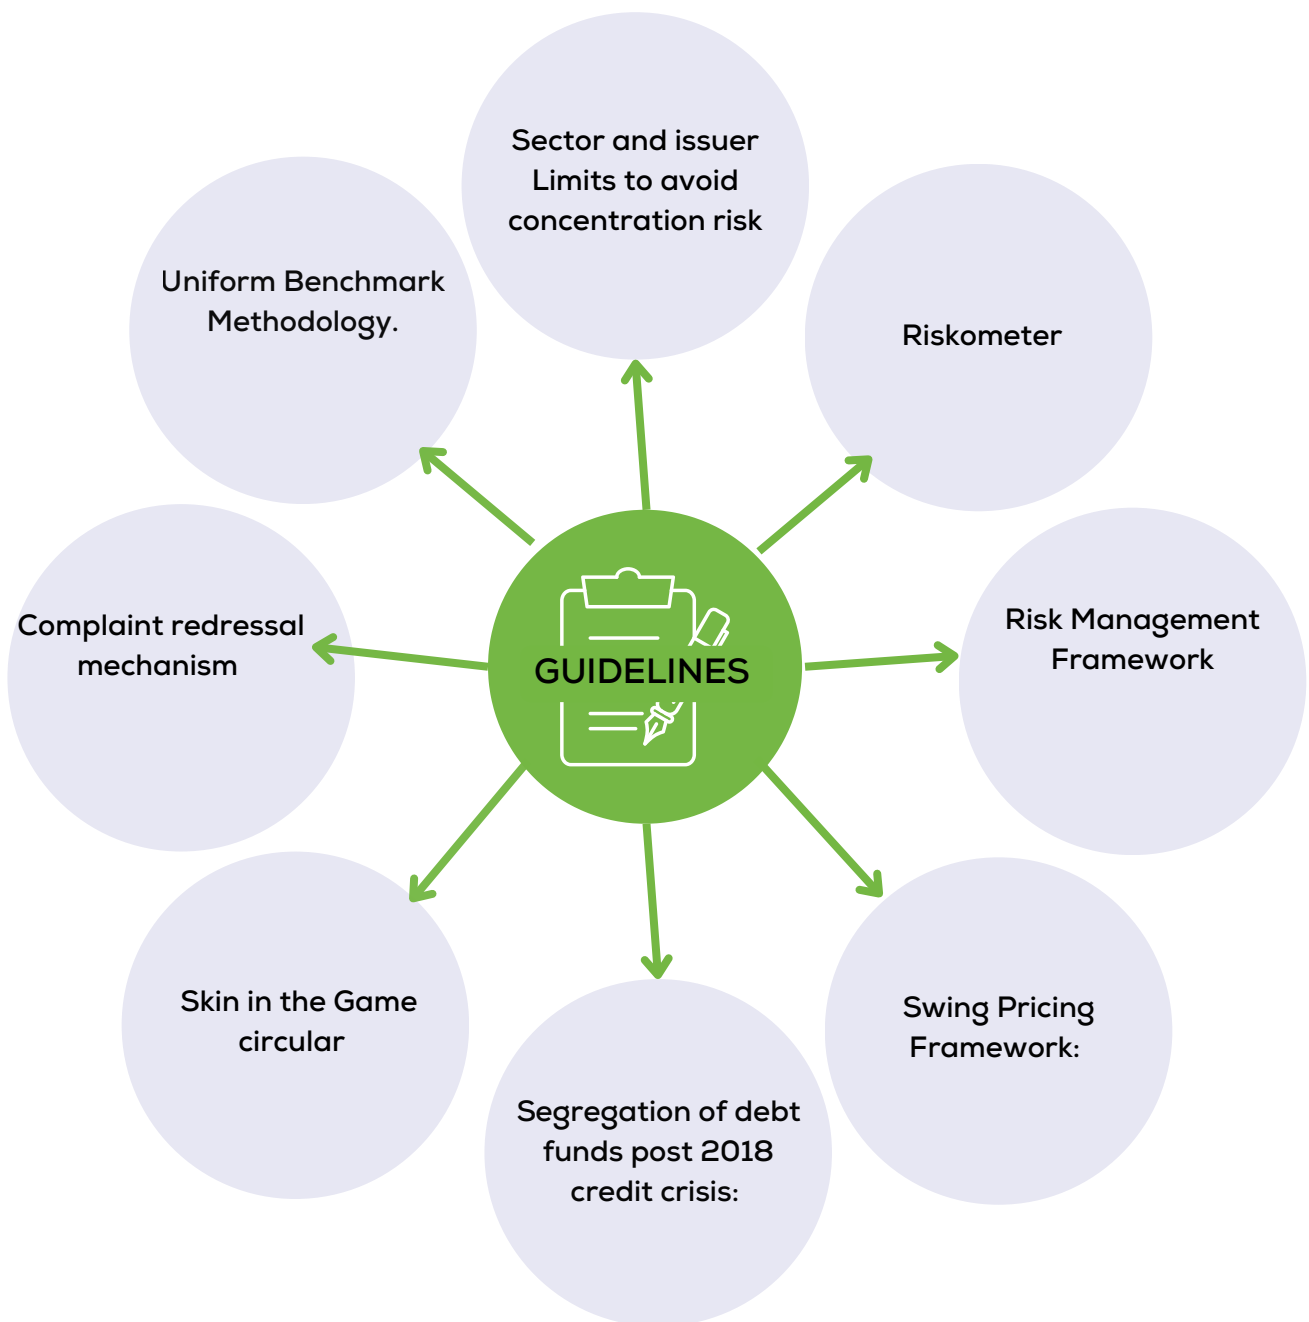 Sector and issuer
Limits to avoid
concentration risk
Uniform Benchmark
Methodology.
Riskometer
Complaint redressal
mechanism
GUIDELINES
Risk Management
Framework
Skin in the Game
circular
Swing Pricing
Framework:
Segregation of debt
funds post 2018
credit crisis: